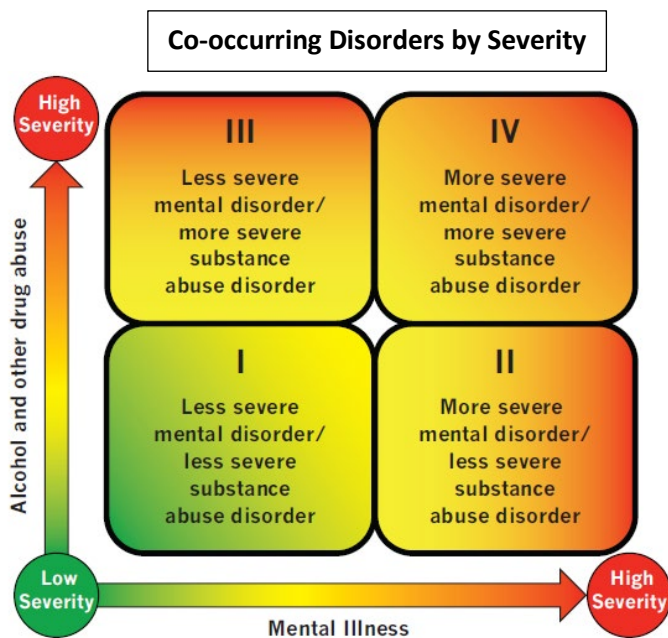 Co-occurring Disorders by Severity
High
Severity
Alcohol and other drug abuse
III
Less severe
mental disorder/
more severe
substance
abuse disorder
IV
More severe
mental disorder/
more severe
substance
abuse disorder
I
Less severe
mental disorder/
less severe
substance
abuse disorder
II
More severe
mental disorder/
less severe
substance
abuse disorder
Low
Severity
Mental Illness
High
Severity